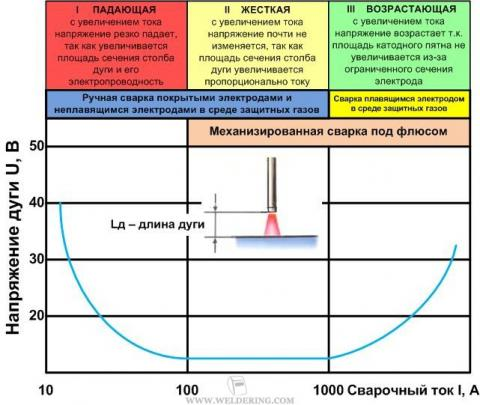 I ПАДАЮЩАЯ
с увеличением тока
напряжение резко падает,
так как увеличивается
площадь сечения столба
дуги и его
электропроводность
II ЖЕСТКАЯ
с увеличением тока
напряжение почти не
изменяется, так как
площадь сечения столба
дуги увеличивается
пропорционально току
III ВОЗРАСТАЮЩАЯ
с увеличением тока
напряжение возрастает т.к.
площадь катодного пятна не
увеличивается из-за
ограниченного сечения
электрода
Ручная сварка покрытыми электродами и
неплавящимся электродами в среде защитных газов
Сварка плавящимся электродом
в среде защитных газов
Механизированная сварка под флюсом
Напряжение дуги U, В
50
40
30
20
Lд – длина дуги
10
100
1000
Сварочный ток I, А
WWW.WELDERING.COM